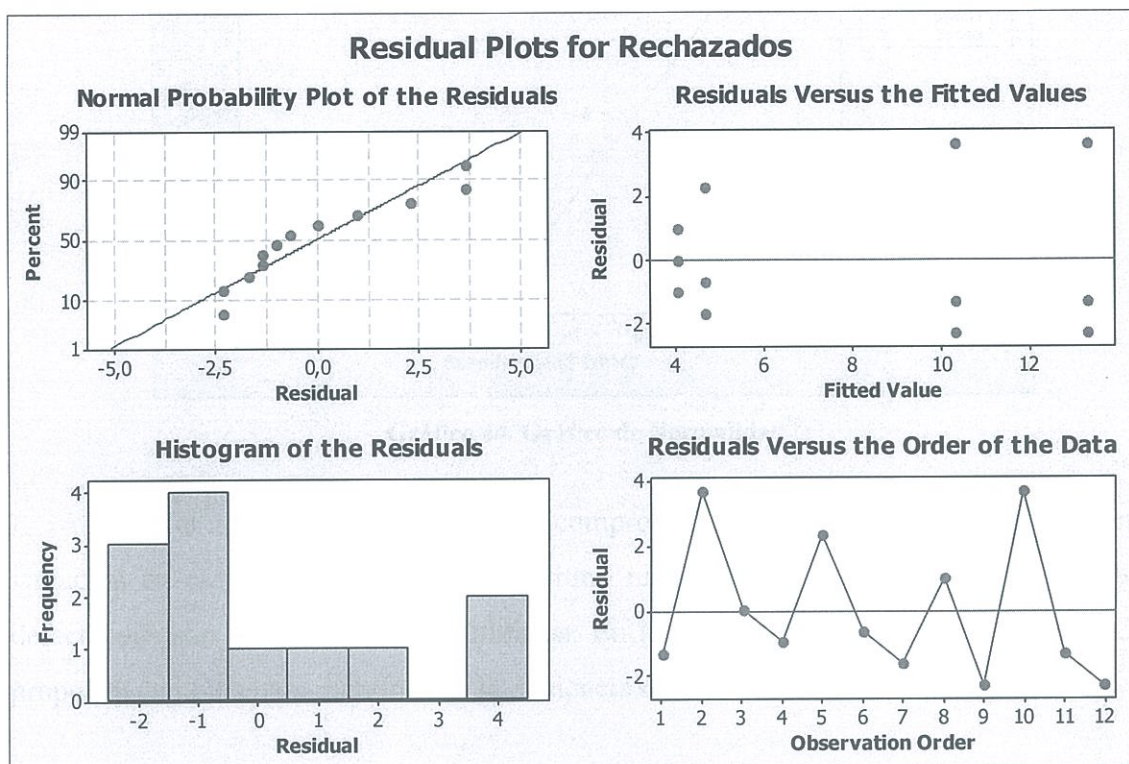 Residual Plots for Rechazados
Normal Probability Plot of the Residuals
99
90
50
10
1
Percent
-5,0 -2,5 0,0 2,5 5,0
Residual
Residuals Versus the Fitted Values
4
2
0
-2
Residual
4 6 8 10 12
Fitted Value
Histogram of the Residuals
4
3
2
1
0
Frequency
-2 -1 0 1 2 3 4
Residual
Residuals Versus the Order of the Data
4
2
0
-2
Residual
1 2 3 4 5 6 7 8 9 10 11 12
Observation Order